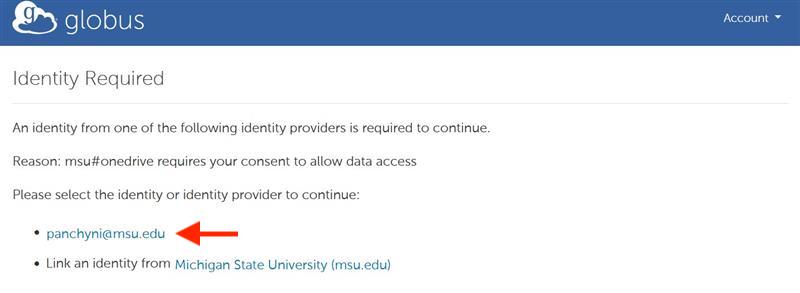 globus
Account
Identity Required
An identity from one of the following identity providers is required to continue.
Reason: msu#onedrive requires your consent to allow data access
Please select the identity or identity provider to continue:
panchyni@msu.edu
Link an identity from Michigan State University (msu.edu)